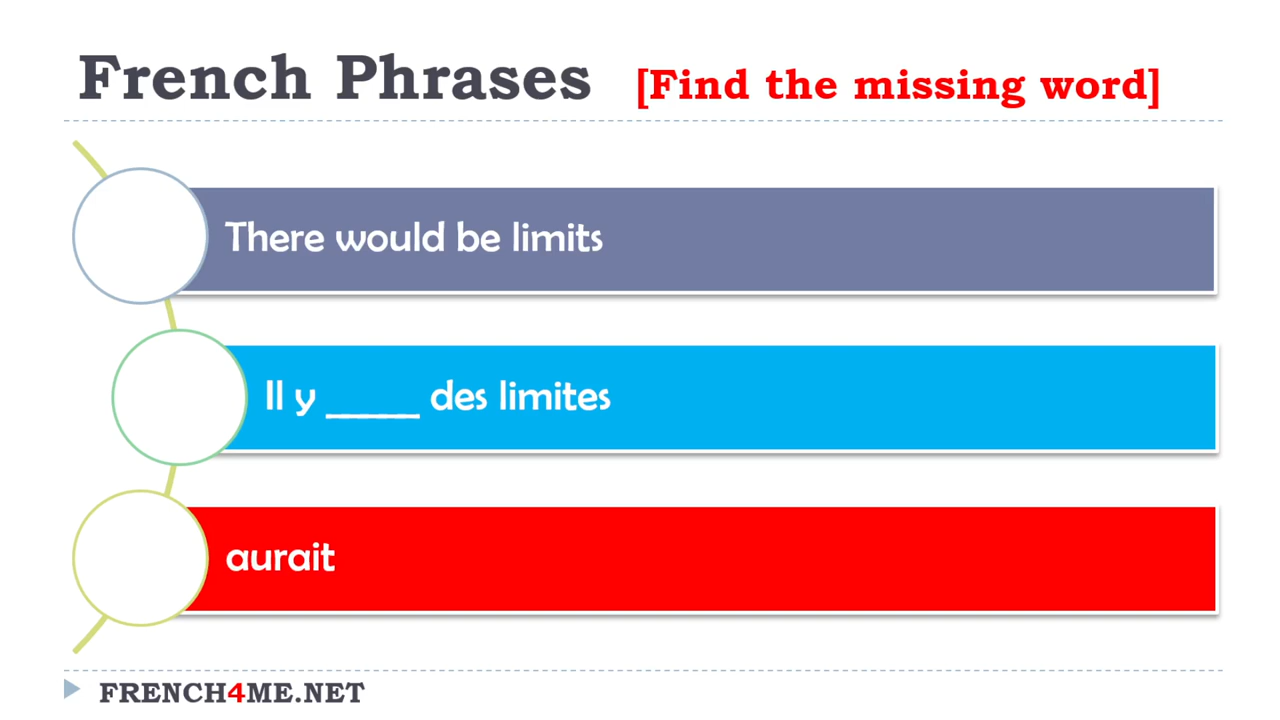 French Phrases [Find the missing word]
There would be limits
Il y _____ des limites
aurait
FRENCH4ME.NET